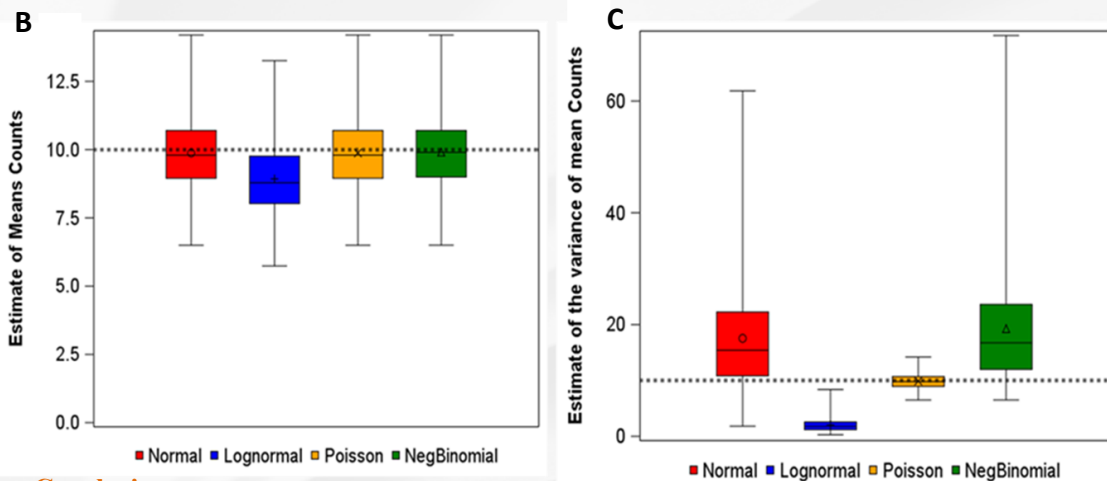 B
Estimate of Means Counts
12.5
10.0
7.5
5.0
2.5
0.0
Normal Lognormal Poisson NegBinomial
C
Estimate of the variance of mean Counts
60
40
20
0
Normal Lognormal Poisson NegBinomial